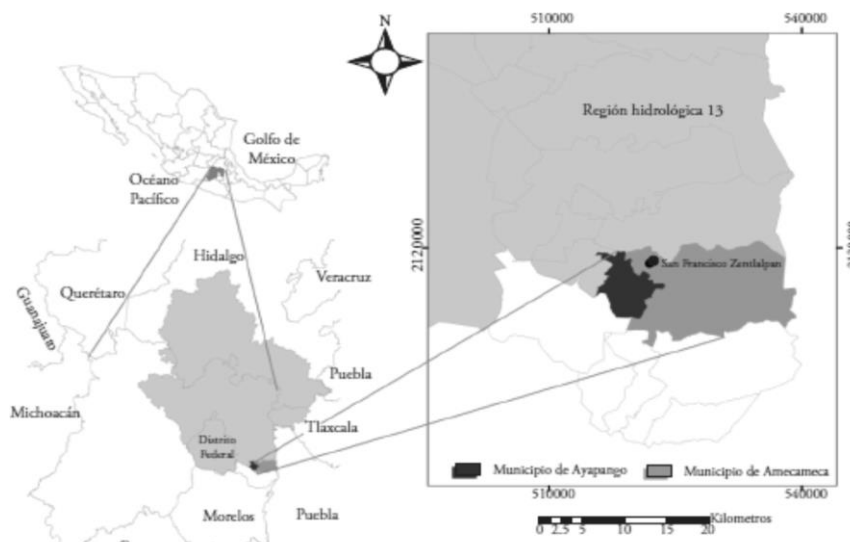 N
510000
540000
Golfo de
México
Océano
Pacífico
Región hidrológica 13
2120000
Hidalgo
Veracruz
Querétaro
Guanajuato
San Francisco Zentlalpan
Puebla
Michoacán
Tlaxcala
Distrito
Federal
Municipio de Ayapango
Municipio de Amecameca
510000
540000
Morelos
Puebla
Kilometros
0 2.5 5 10 15 20